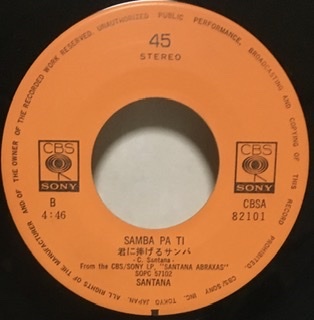 UNAUTHORIZED PUBLIC PERFORMANCE, BROADCASTING AND COPYING OF THIS RECORD PROHIBITED.
CBS/SONY INC. TOKYO JAPAN. ALL RIGHTS OF THE MANUFACTURER AND OF THE OWNER OF THE RECORDED WORK RESERVED.
45
STEREO
CBS
SONY
CBS
SONY
B
4:46
CBSA
82101
SAMBA PA TI
君に捧げるサンバ
- C. Santana -
From the CBS/SONY LP, "SANTANA ABRAXAS"
SOPC 57102
SANTANA